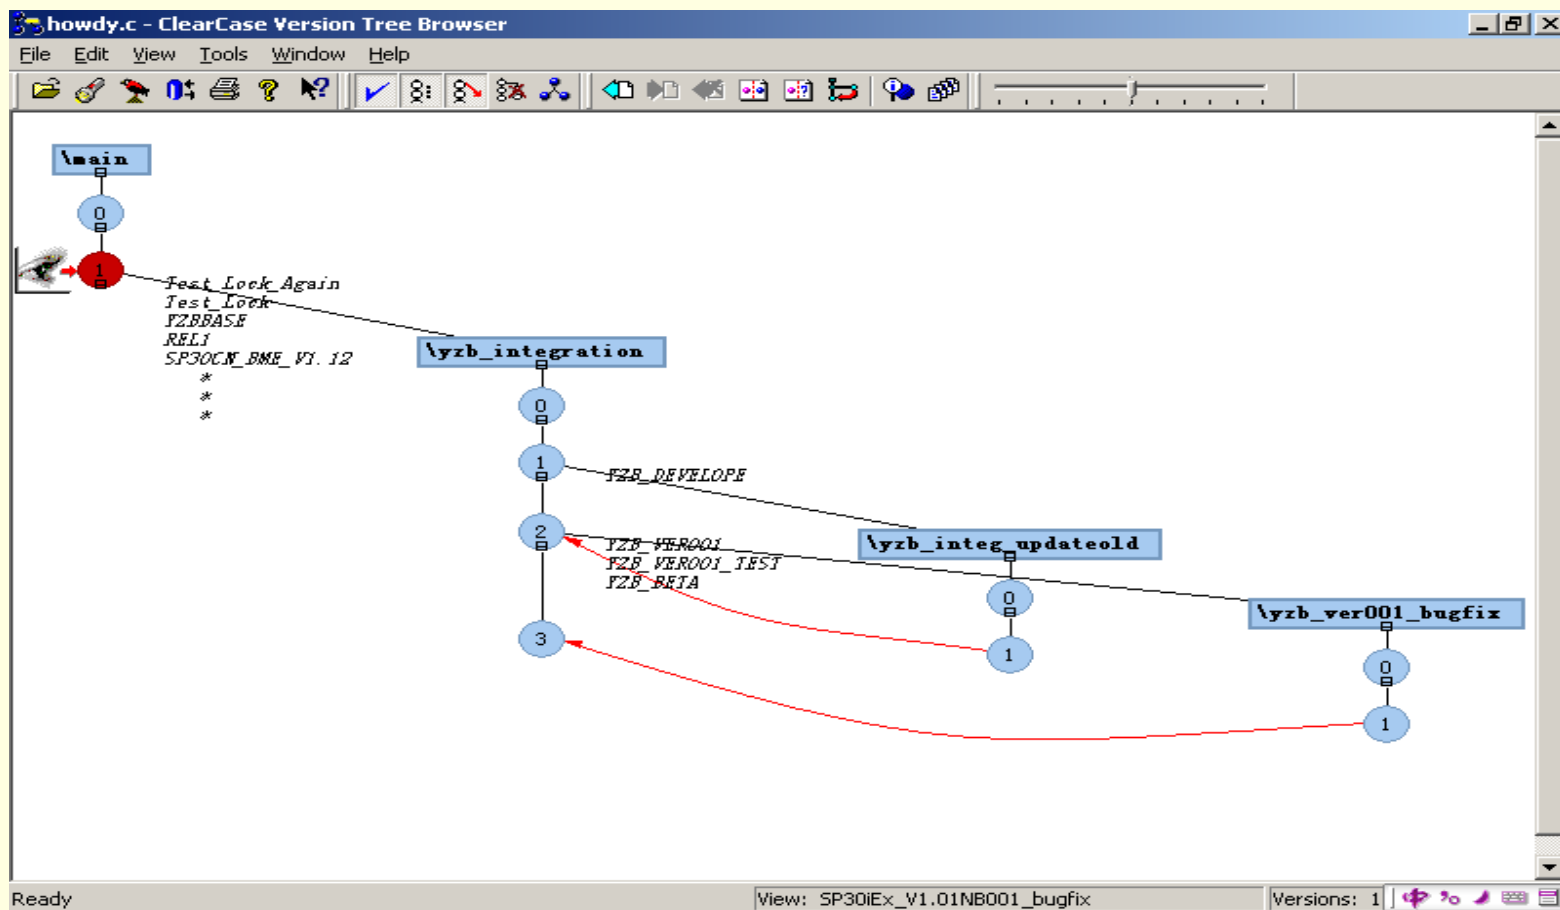 howdy.c - ClearCase Version Tree Browser
File Edit View Tools Window Help
\main
0
1
Test_Lock_Again
Test_Lock
YZBBASE
REL1
SP30CN_BME_V1.12
*
*
*
\yzb_integration
0
1
YZB_DEVELOPE
2
YZB_VER001
YZB_VER001_TEST
YZB_BETA
3
\yzb_integ_updateold
0
1
\yzb_ver001_bugfix
0
1
Ready
View: SP30iEx_V1.01NB001_bugfix
Versions: 1
中